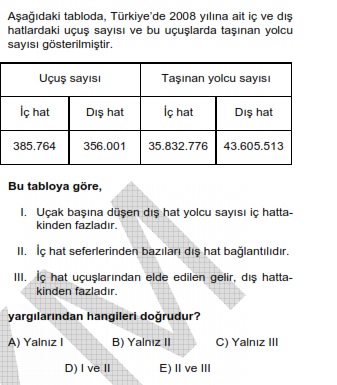 Aşağıdaki tabloda, Türkiye'de 2008 yılına ait iç ve dış
hatlardaki uçuş sayısı ve bu uçuşlarda taşınan yolcu
sayısı gösterilmiştir.
Uçuş sayısı Taşınan yolcu sayısı
İç hat Dış hat İç hat Dış hat
385.764 356.001 35.832.776 43.605.513
Bu tabloya göre,
I. Uçak başına düşen dış hat yolcu sayısı iç hatta-
kinden fazladır.
II. İç hat seferlerinden bazıları dış hat bağlantılıdır.
III. İç hat uçuşlarından elde edilen gelir, dış hatta-
kinden fazladır.
yargılarından hangileri doğrudur?
A) Yalnız I B) Yalnız II C) Yalnız III
D) I ve II E) II ve III